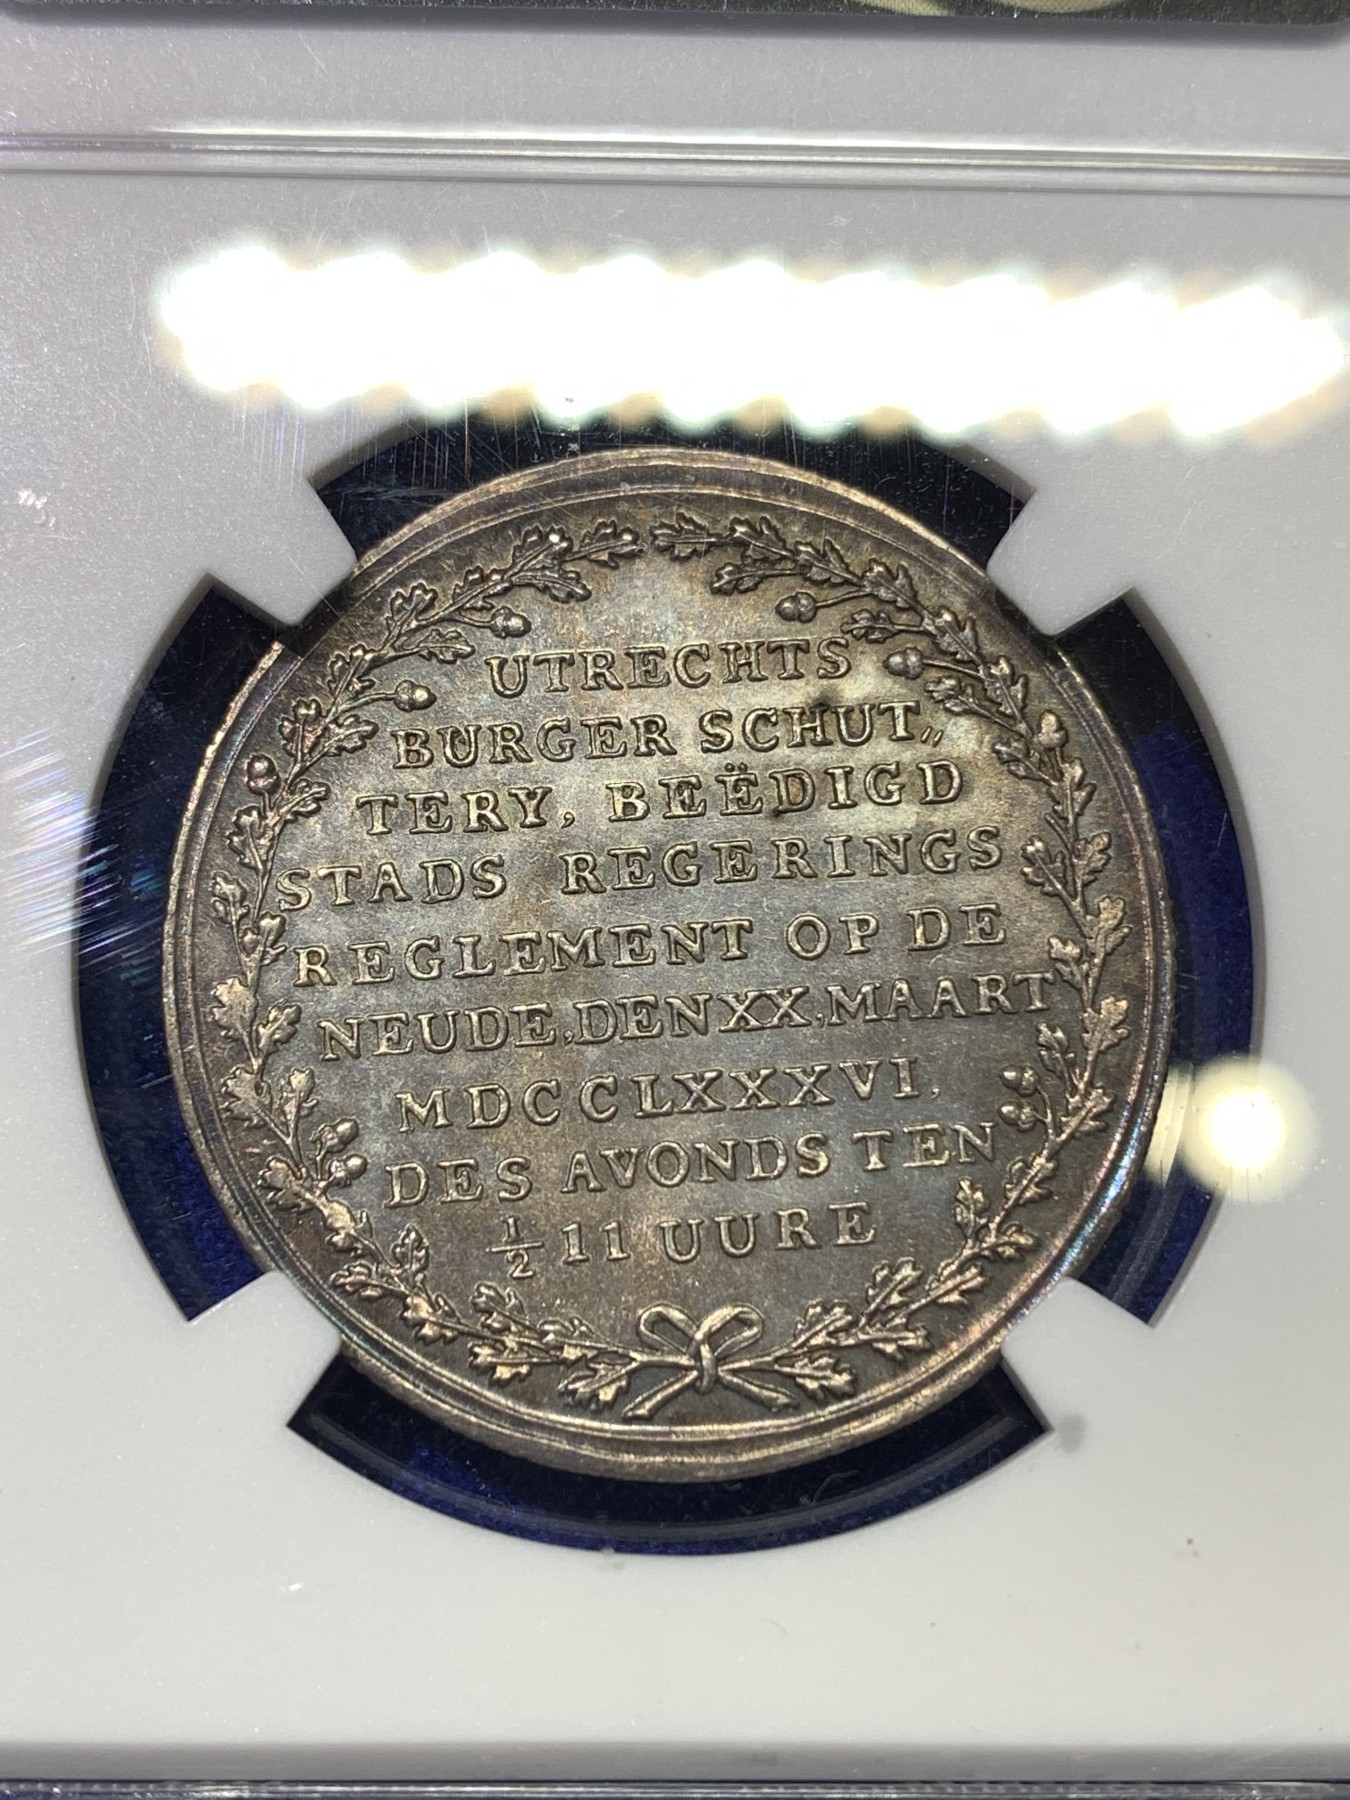 UTRECHTS
BURGER SCHUT„
TERY, BEËDIGD
STADS REGERINGS
REGLEMENT OP DE
NEUDE, DEN XX, MAART
MDCCLXXXVI,
DES AVONDS TEN
½ 11 UURE